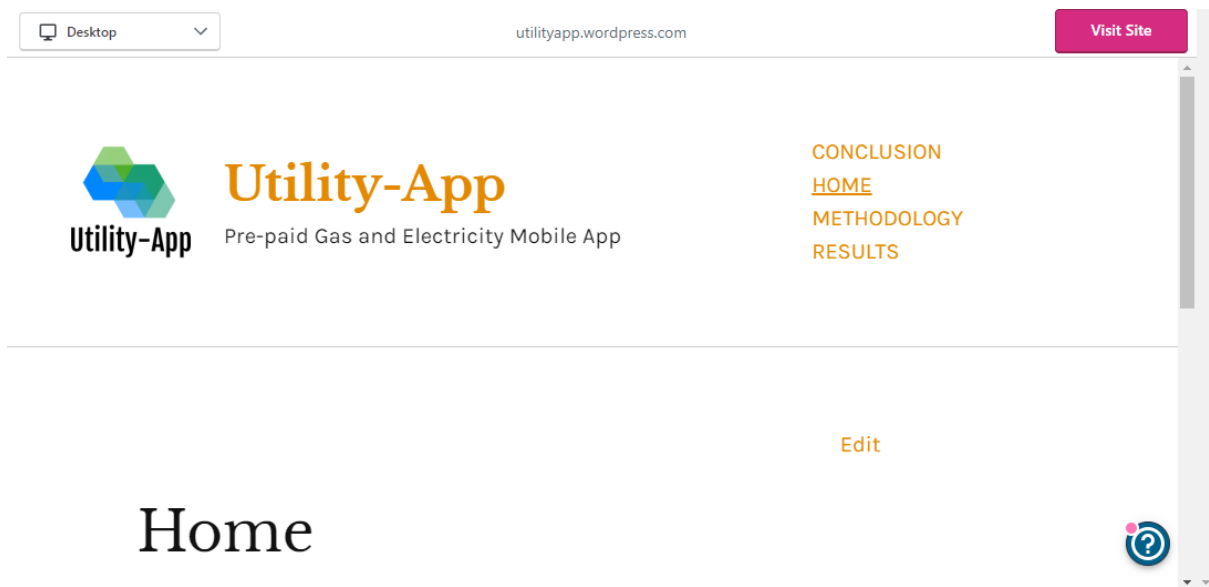 Desktop
utilityapp.wordpress.com
Visit Site
Utility-App
Utility-App
Pre-paid Gas and Electricity Mobile App
CONCLUSION
HOME
METHODOLOGY
RESULTS
Edit
Home
?